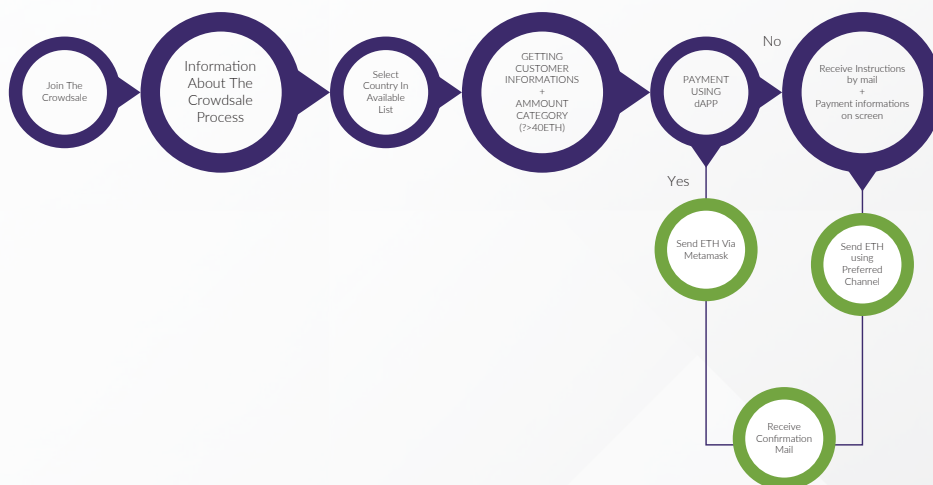 Join The
Crowdsale
Information
About The
Crowdsale
Process
Select
Country In
Available
List
GETTING
CUSTOMER
INFORMATIONS
+
AMMOUNT
CATEGORY
(?>40ETH)
PAYMENT
USING
dAPP
No
Receive Instructions
by mail
+
Payment informations
on screen
Yes
Send ETH Via
Metamask
Send ETH
using
Preferred
Channel
Receive
Confirmation
Mail